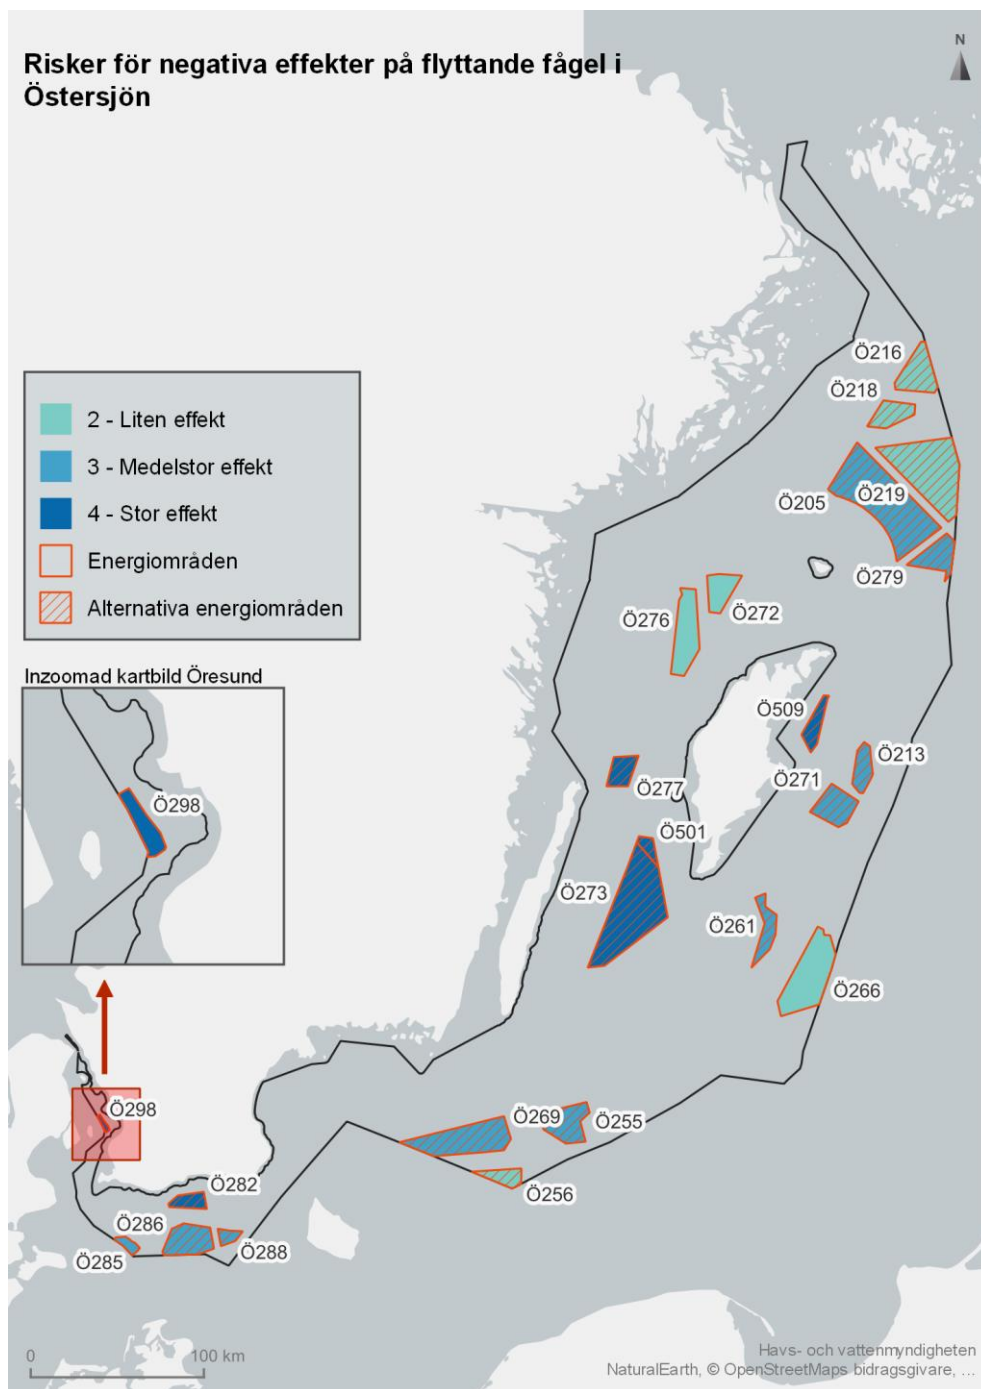 Risker för negativa effekter på flyttande fågel i
Östersjön
N
2 - Liten effekt
3 - Medelstor effekt
4 - Stor effekt
Energiområden
Alternativa energiområden
Inzoomad kartbild Öresund
Ö298
Ö216
Ö218
Ö219
Ö205
Ö279
Ö272
Ö276
Ö509
Ö213
Ö271
Ö277
Ö501
Ö273
Ö261
Ö266
Ö298
Ö269
Ö255
Ö256
Ö282
Ö286
Ö288
Ö285
0 100 km
Havs- och vattenmyndigheten
NaturalEarth, © OpenStreetMaps bidragsgivare, ...